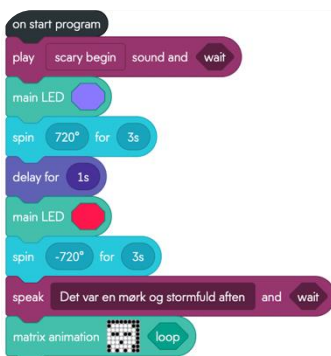 on start program
play scary begin sound and wait
main LED
spin 720° for 3s
delay for 1s
main LED
spin -720° for 3s
speak Det var en mørk og stormfuld aften and wait
matrix animation loop